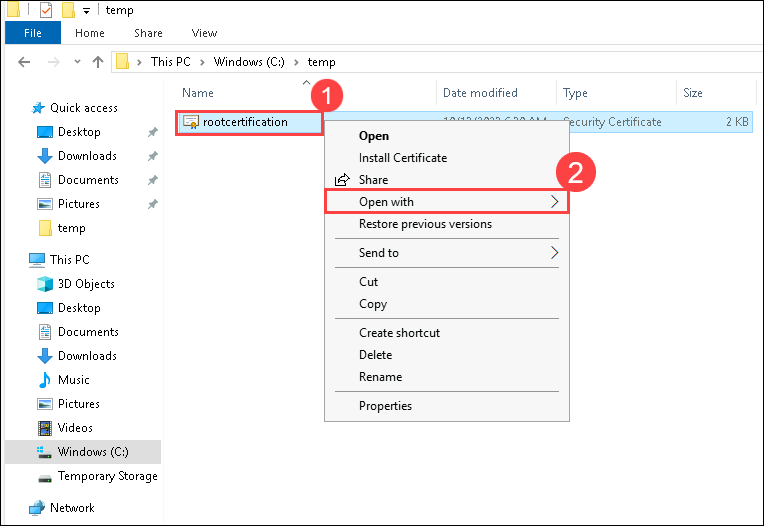 temp
File
Home
Share
View
This PC
Windows (C:)
temp
Name
Date modified
Type
Size
1
Quick access
Desktop
Downloads
Documents
Pictures
temp
This PC
3D Objects
Desktop
Documents
Downloads
Music
Pictures
Videos
Windows (C:)
Temporary Storage
Network
rootcertification
Security Certificate
2 KB
Open
Install Certificate
Share
2
Open with
Restore previous versions
Send to
Cut
Copy
Create shortcut
Delete
Rename
Properties